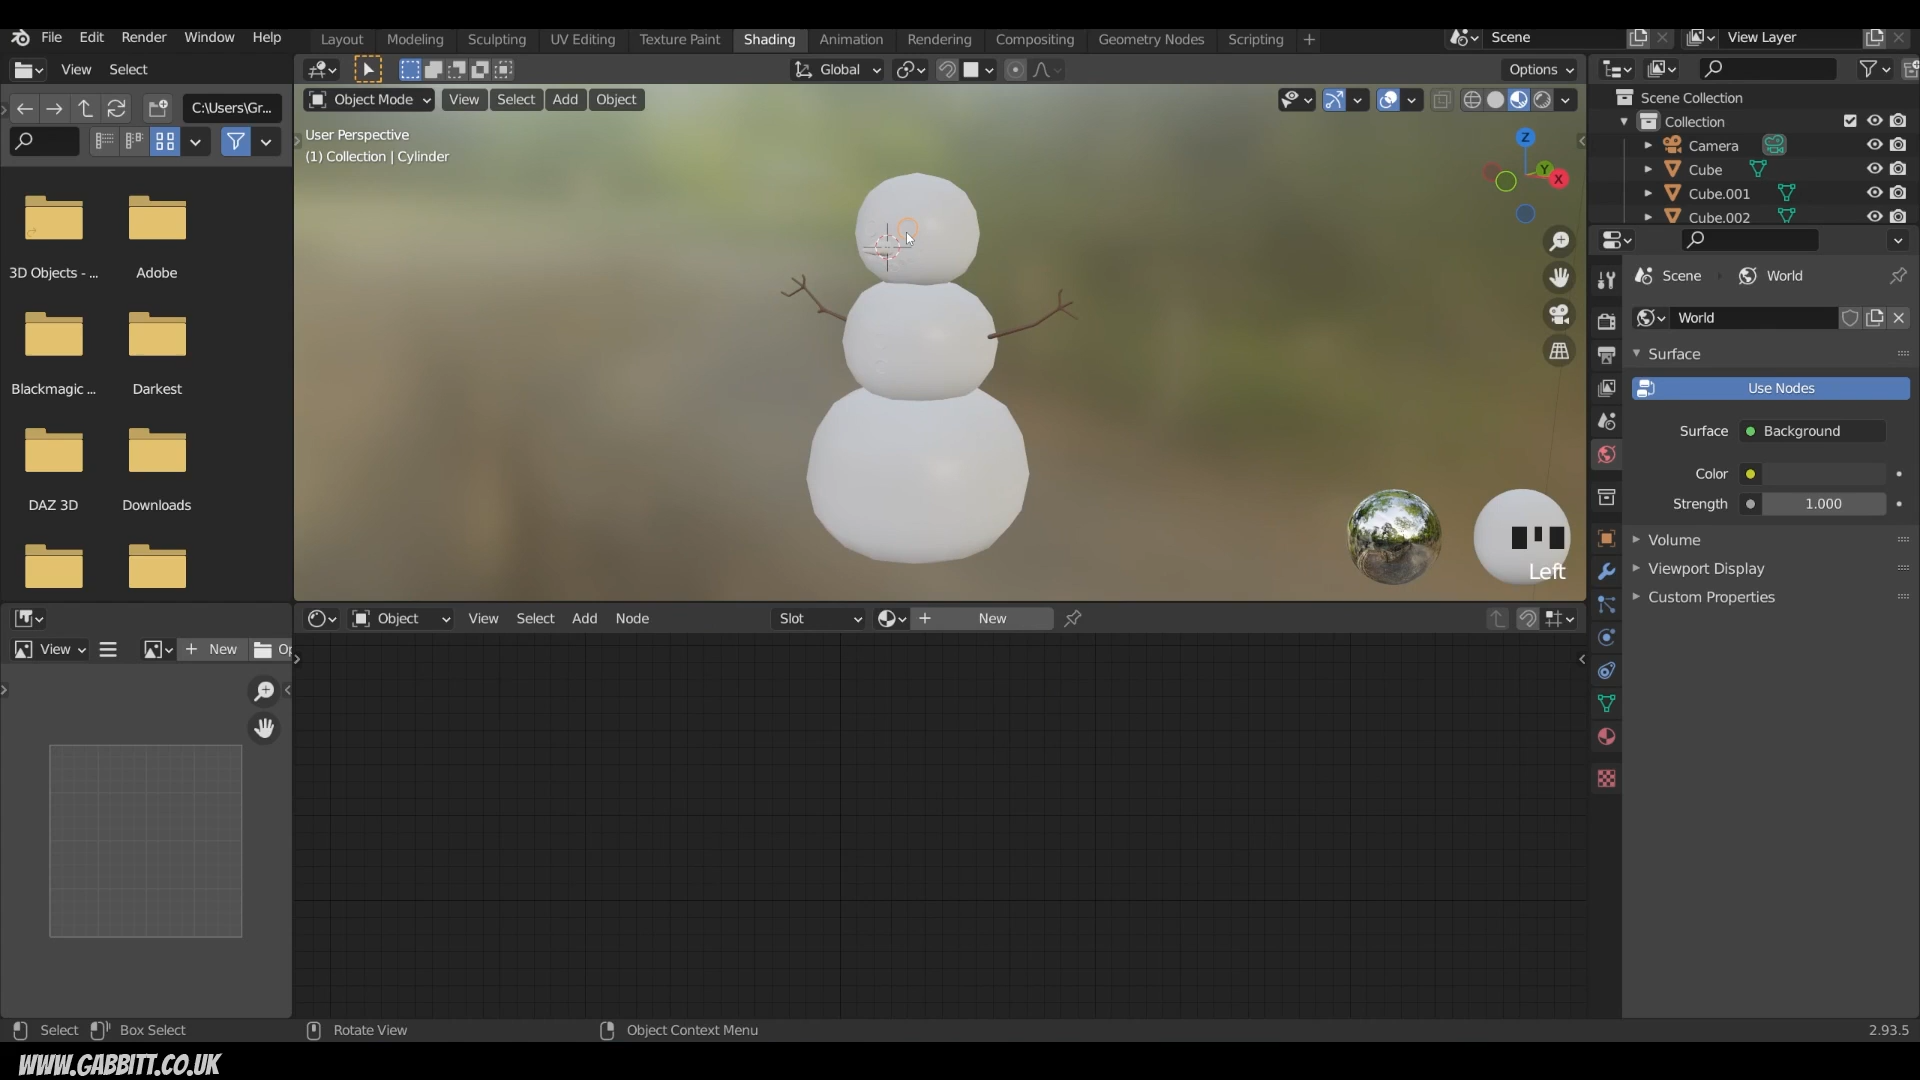 File Edit Render Window Help
Layout Modeling Sculpting UV Editing Texture Paint Shading Animation Rendering Compositing Geometry Nodes Scripting +
Scene
View Layer
View Select
Global
Options
C:\Users\Gr...
Object Mode View Select Add Object
User Perspective
(1) Collection | Cylinder
Z
Y
X
Scene Collection
Collection
Camera
Cube
Cube.001
Cube.002
3D Objects - ...
Adobe
Blackmagic ...
Darkest
DAZ 3D
Downloads
Scene World
World
Surface
Use Nodes
Surface Background
Color
Strength 1.000
Volume
Viewport Display
Custom Properties
Left
Object View Select Add Node
Slot
New
View
New
Op
Select
Box Select
Rotate View
Object Context Menu
2.93.5
WWW.GABBITT.CO.UK